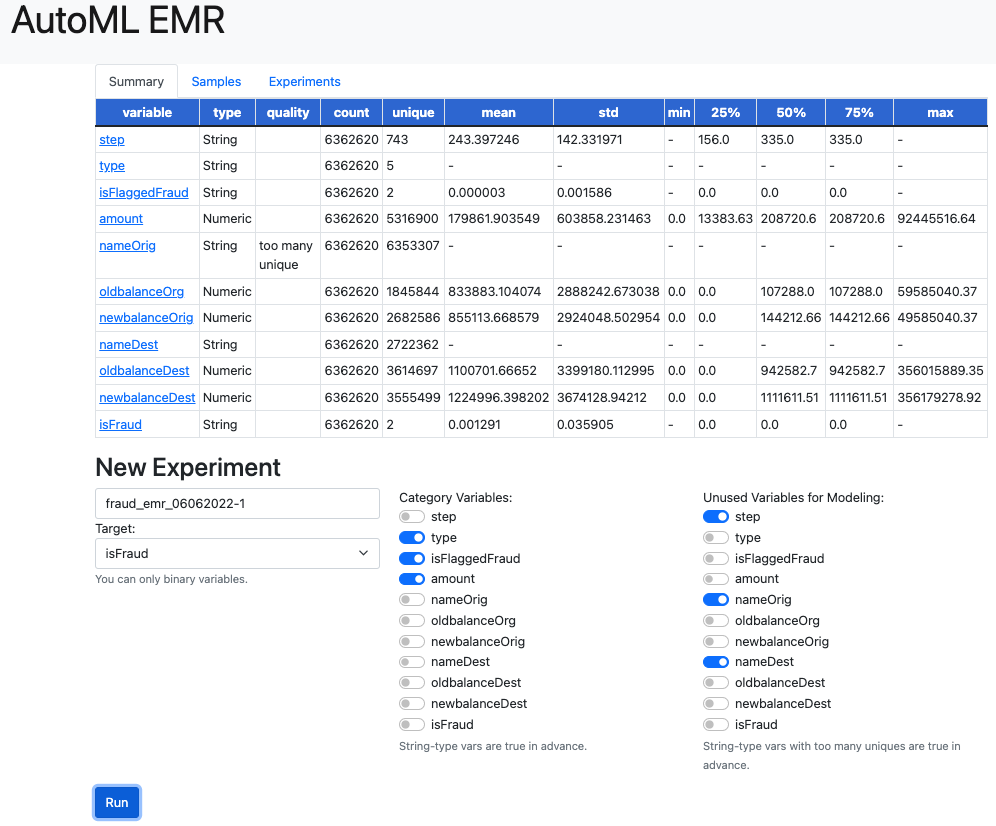 AutoML EMR
Summary Samples Experiments
variable type quality count unique mean std min 25% 50% 75% max
step String 6362620 743 243.397246 142.331971 - 156.0 335.0 335.0 -
type String 6362620 5 - - - - - - -
isFlaggedFraud String 6362620 2 0.000003 0.001586 - 0.0 0.0 0.0 -
amount Numeric 6362620 5316900 179861.903549 603858.231463 0.0 13383.63 208720.6 208720.6 92445516.64
nameOrig String too many 6362620 6353307 - - - - - - -
unique
oldbalanceOrg Numeric 6362620 1845844 833883.104074 2888242.673038 0.0 0.0 107288.0 107288.0 59585040.37
newbalanceOrig Numeric 6362620 2682586 855113.668579 2924048.502954 0.0 0.0 144212.66 144212.66 49585040.37
nameDest String 6362620 2722362 - - - - - - -
oldbalanceDest Numeric 6362620 3614697 1100701.66652 3399180.112995 0.0 0.0 942582.7 942582.7 356015889.35
newbalanceDest Numeric 6362620 3555499 1224996.398202 3674128.94212 0.0 0.0 1111611.51 1111611.51 356179278.92
isFraud String 6362620 2 0.001291 0.035905 - 0.0 0.0 0.0 -
New Experiment
fraud_emr_06062022-1
Target:
isFraud
You can only binary variables.
Category Variables:
step
type
isFlaggedFraud
amount
nameOrig
oldbalanceOrg
newbalanceOrig
nameDest
oldbalanceDest
newbalanceDest
isFraud
String-type vars are true in advance.
Unused Variables for Modeling:
step
type
isFlaggedFraud
amount
nameOrig
oldbalanceOrg
newbalanceOrig
nameDest
oldbalanceDest
newbalanceDest
isFraud
String-type vars with too many uniques are true in
advance.
Run